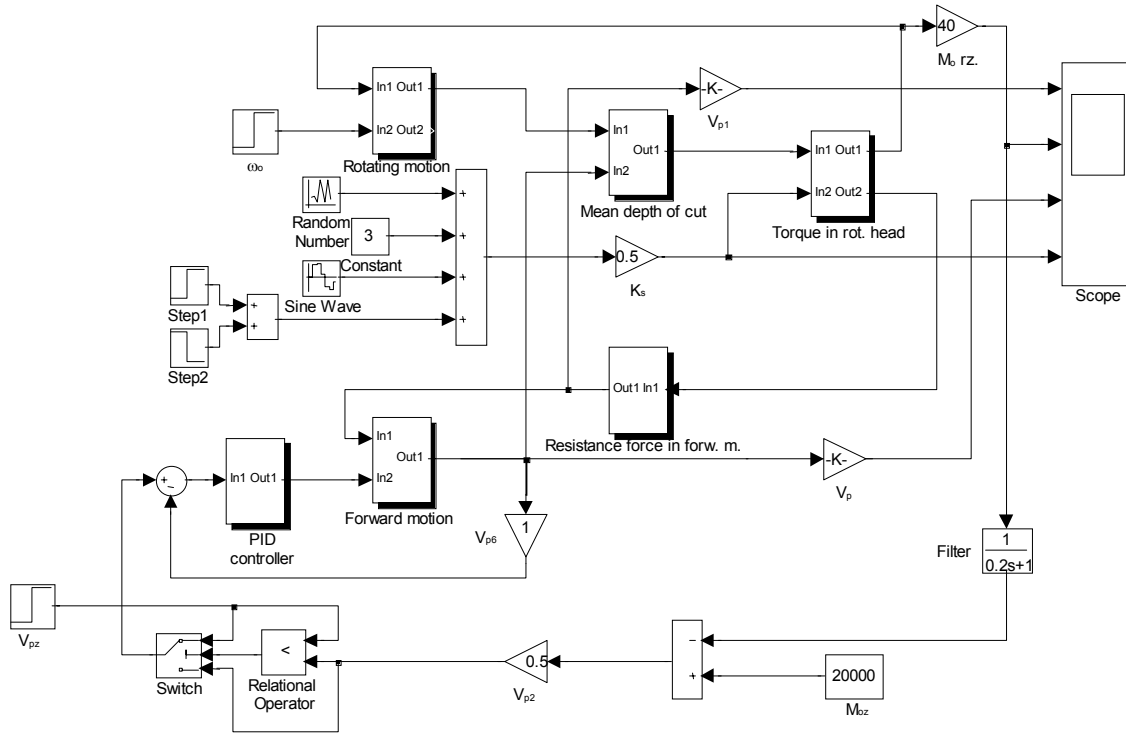 40
Mₒ rz.
In1 Out1
In2 Out2
Rotating motion
ωₒ
-K-
Vₚ₁
In1
Out1
In2
Mean depth of cut
In1 Out1
In2 Out2
Torque in rot. head
Scope
Random
Number
3
Constant
Sine Wave
+
+
+
+
0.5
Kₛ
Step1
Step2
+
+
Out1 In1
Resistance force in forw. m.
In1
Out1
In2
Forward motion
+
−
In1 Out1
PID
controller
-K-
Vₚ
1
Vₚ₆
Filter
1
0.2s+1
V_pz
Switch
<
Relational
Operator
0.5
Vₚ₂
−
+
20000
M_oz